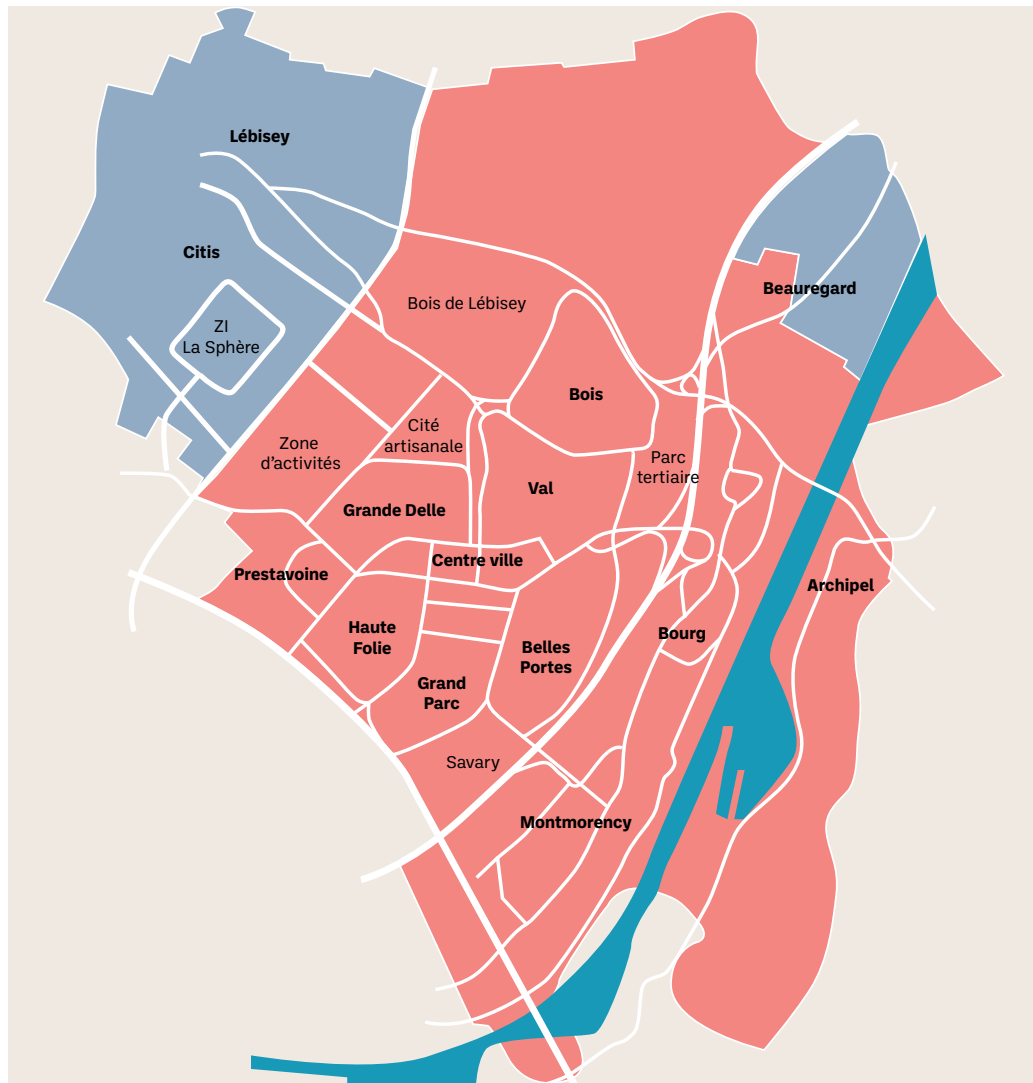 Lébisey
Citis
Beauregard
Bois de Lébisey
ZI
La Sphère
Bois
Cité
artisanale
Zone
d'activités
Parc
tertiaire
Val
Grande Delle
Centre ville
Prestavoine
Archipel
Haute
Folie
Bourg
Belles
Portes
Grand
Parc
Savary
Montmorency